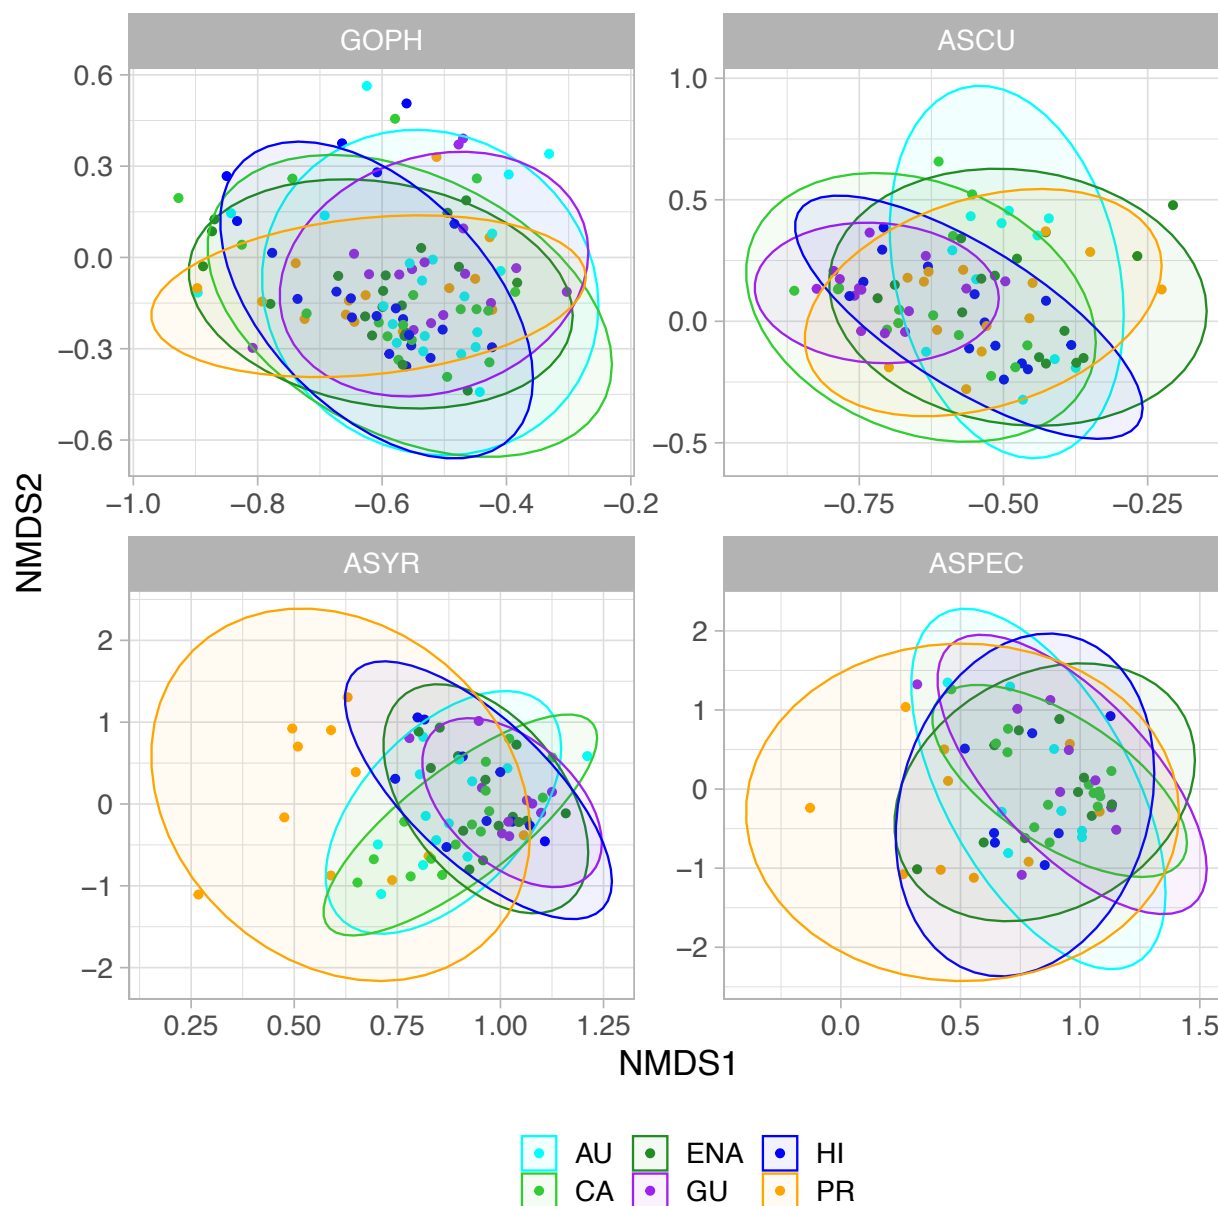 GOPH ASCU
0.6 1.0
0.3 0.5
0.0 0.0
−0.3
−0.6 −0.5
−1.0 −0.8 −0.6 −0.4 −0.2 −0.75 −0.50 −0.25
NMDS2
ASYR ASPEC
2 2
1 1
0 0
−1 −1
−2 −2
0.25 0.50 0.75 1.00 1.25 0.0 0.5 1.0 1.5
NMDS1
AU ENA HI
CA GU PR